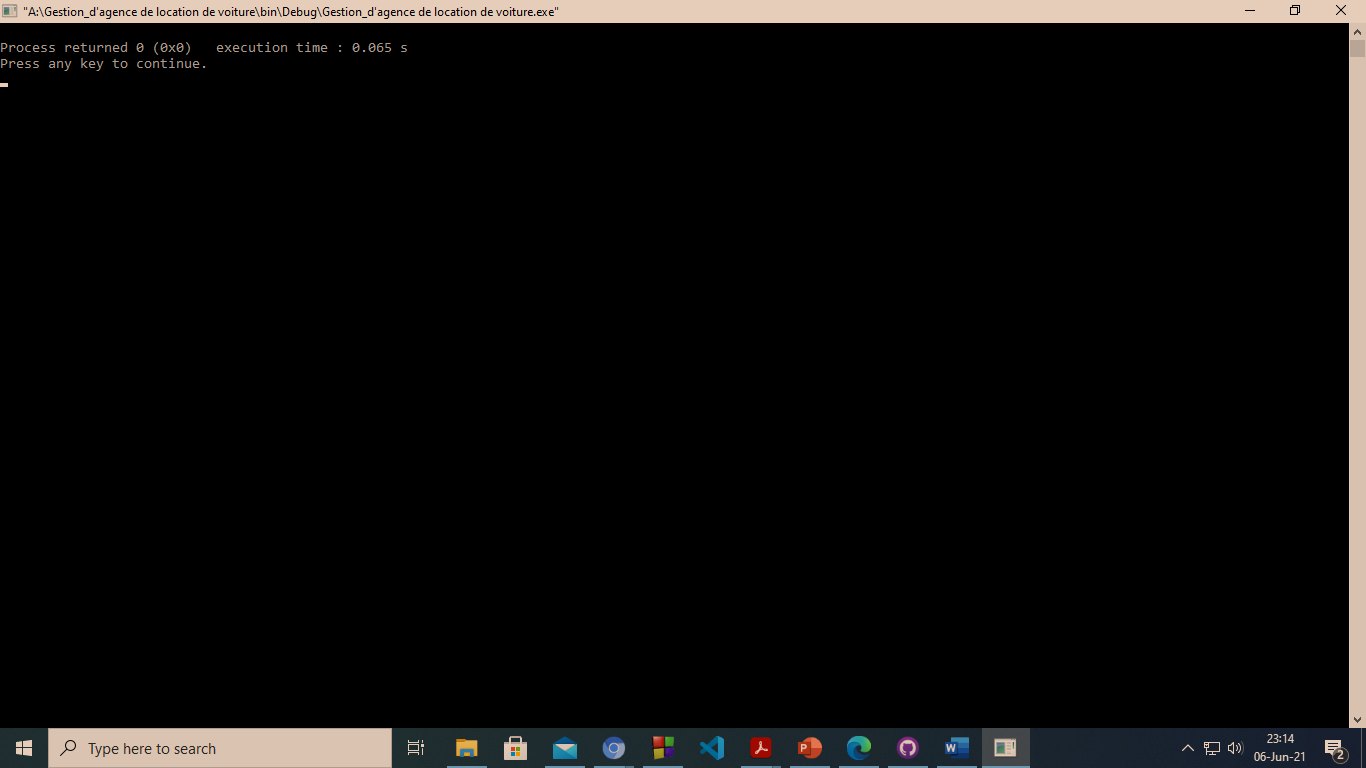 "A:\Gestion_d'agence de location de voiture\bin\Debug\Gestion_d'agence de location de voiture.exe"
Process returned 0 (0x0)   execution time : 0.065 s
Press any key to continue.
Type here to search
23:14
06-Jun-21
2